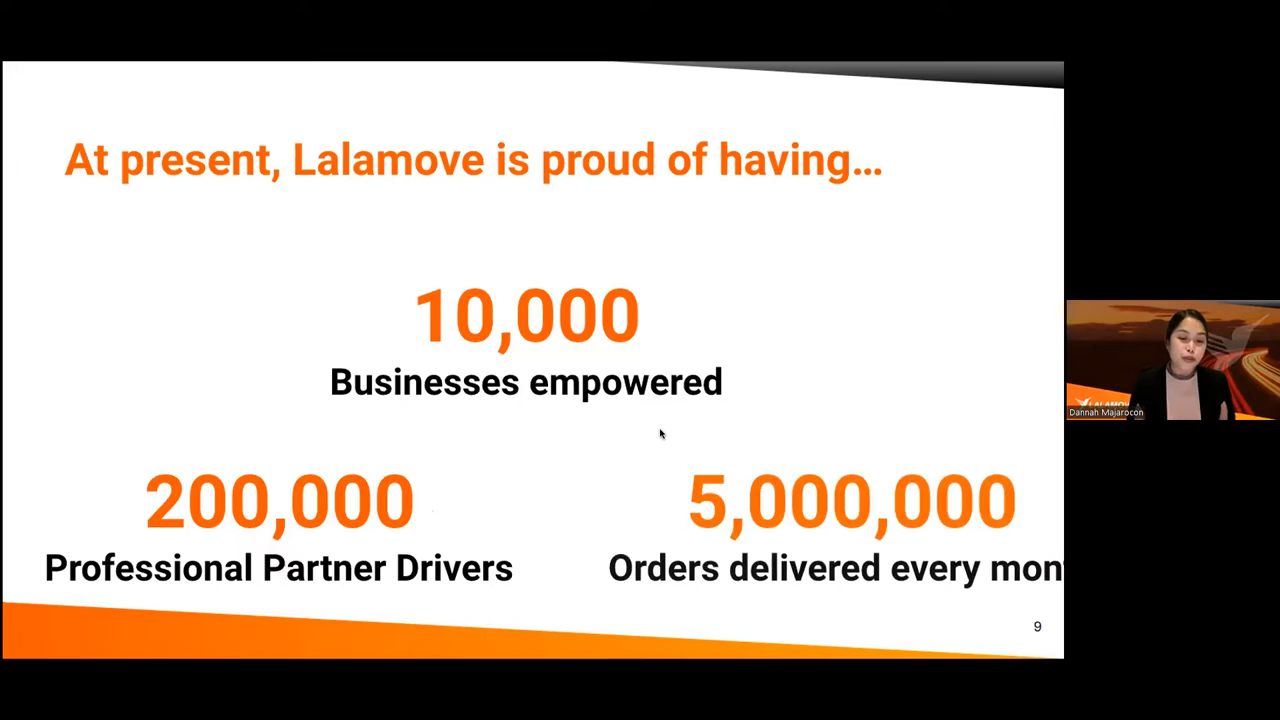 At present, Lalamove is proud of having…
10,000
Businesses empowered
200,000
5,000,000
Professional Partner Drivers
Orders delivered every mon
9
LALAMOV
Dannah Majarocon